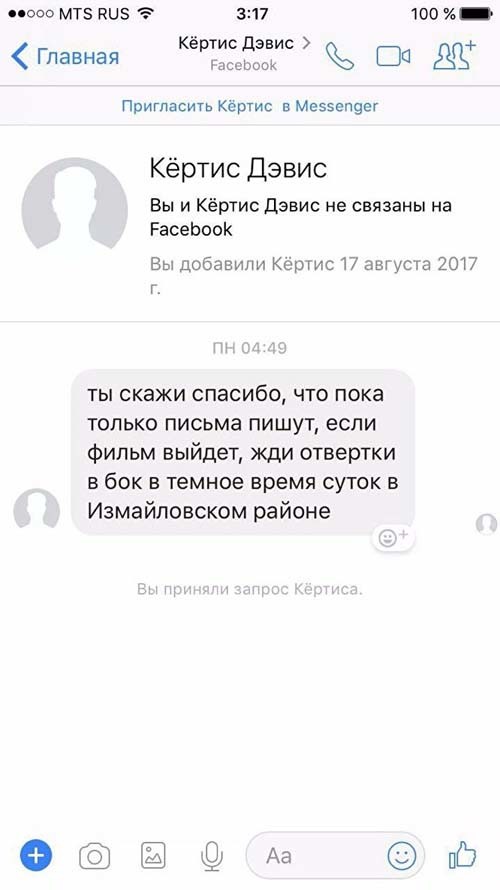 MTS RUS 3:17 100 %
Главная
Кёртис Дэвис
Facebook
Пригласить Кёртис в Messenger
Кёртис Дэвис
Вы и Кёртис Дэвис не связаны на
Facebook
Вы добавили Кёртис 17 августа 2017
г.
ПН 04:49
ты скажи спасибо, что пока
только письма пишут, если
фильм выйдет, жди отвертки
в бок в темное время суток в
Измайловском районе
Вы приняли запрос Кёртиса.
Aa